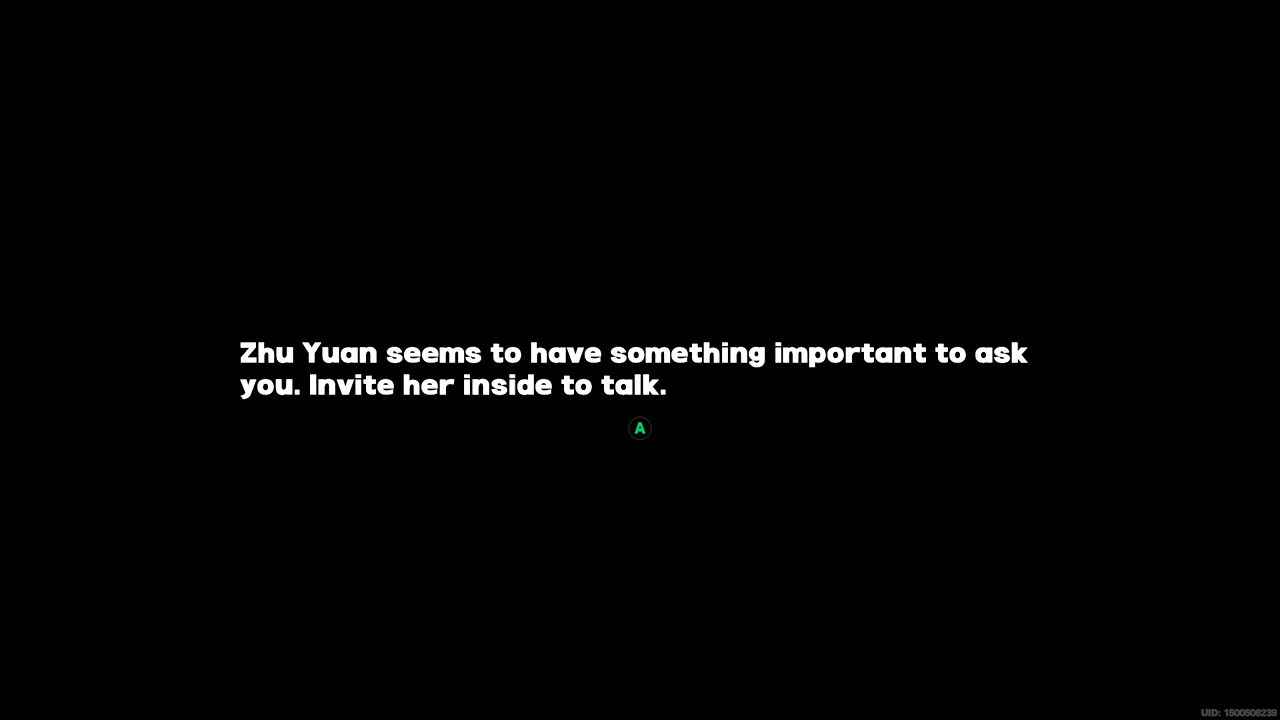 Zhu Yuan seems to have something important to ask
you. Invite her inside to talk.
A
UID: 1500508239